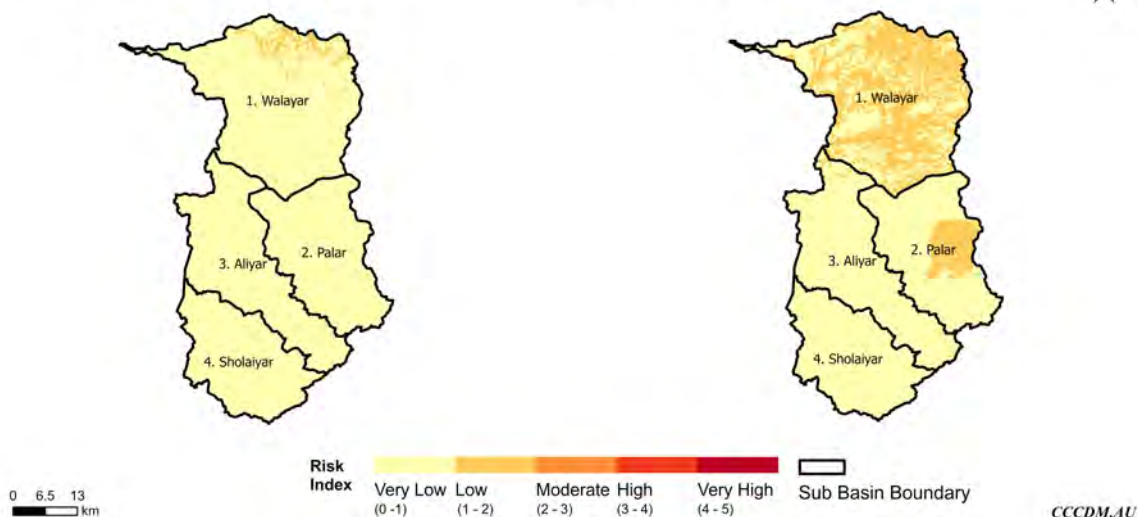 1. Walayar
2. Palar
3. Aliyar
4. Sholaiyar
1. Walayar
2. Palar
3. Aliyar
4. Sholaiyar
Risk
Index
Very Low Low Moderate High Very High
(0 -1) (1 - 2) (2 - 3) (3 - 4) (4 - 5)
Sub Basin Boundary
0 6.5 13
km
CCCDM,AU